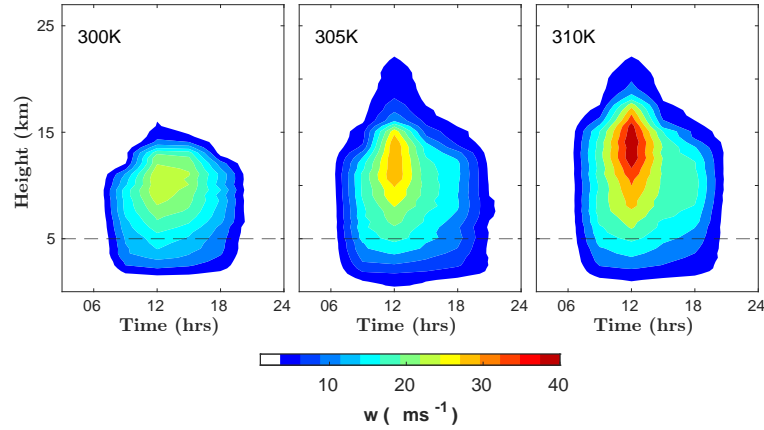 300K 305K 310K
25
15
5
Height (km)
06 12 18 24 06 12 18 24 06 12 18 24
Time (hrs) Time (hrs) Time (hrs)
10 20 30 40
w ( ms -1)